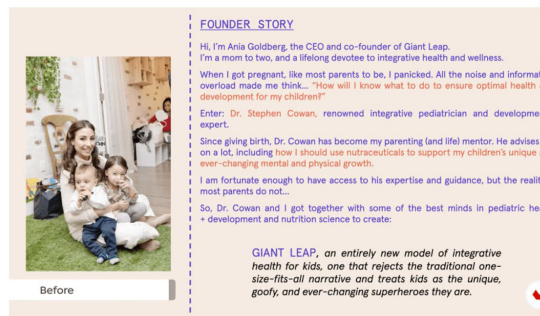 FOUNDER STORY
Hi, I'm Ania Goldberg, the CEO and co-founder of Giant Leap.
I'm a mom to two, and a lifelong devotee to integrative health and wellness.
When I got pregnant, like most parents to be, I panicked. All the noise and informat
overload made me think... "How will I know what to do to ensure optimal health
development for my children?"
Enter: Dr. Stephen Cowan, renowned integrative pediatrician and developme
expert.
Since giving birth, Dr. Cowan has become my parenting (and life) mentor. He advises
on a lot, including how I should use nutraceuticals to support my children's unique
ever-changing mental and physical growth.
I am fortunate enough to have access to his expertise and guidance, but the realit
most parents do not...
So, Dr. Cowan and I got together with some of the best minds in pediatric hea
+ development and nutrition science to create:
GIANT LEAP, an entirely new model of integrative
health for kids, one that rejects the traditional one-
size-fits-all narrative and treats kids as the unique,
goofy, and ever-changing superheroes they are.
Before